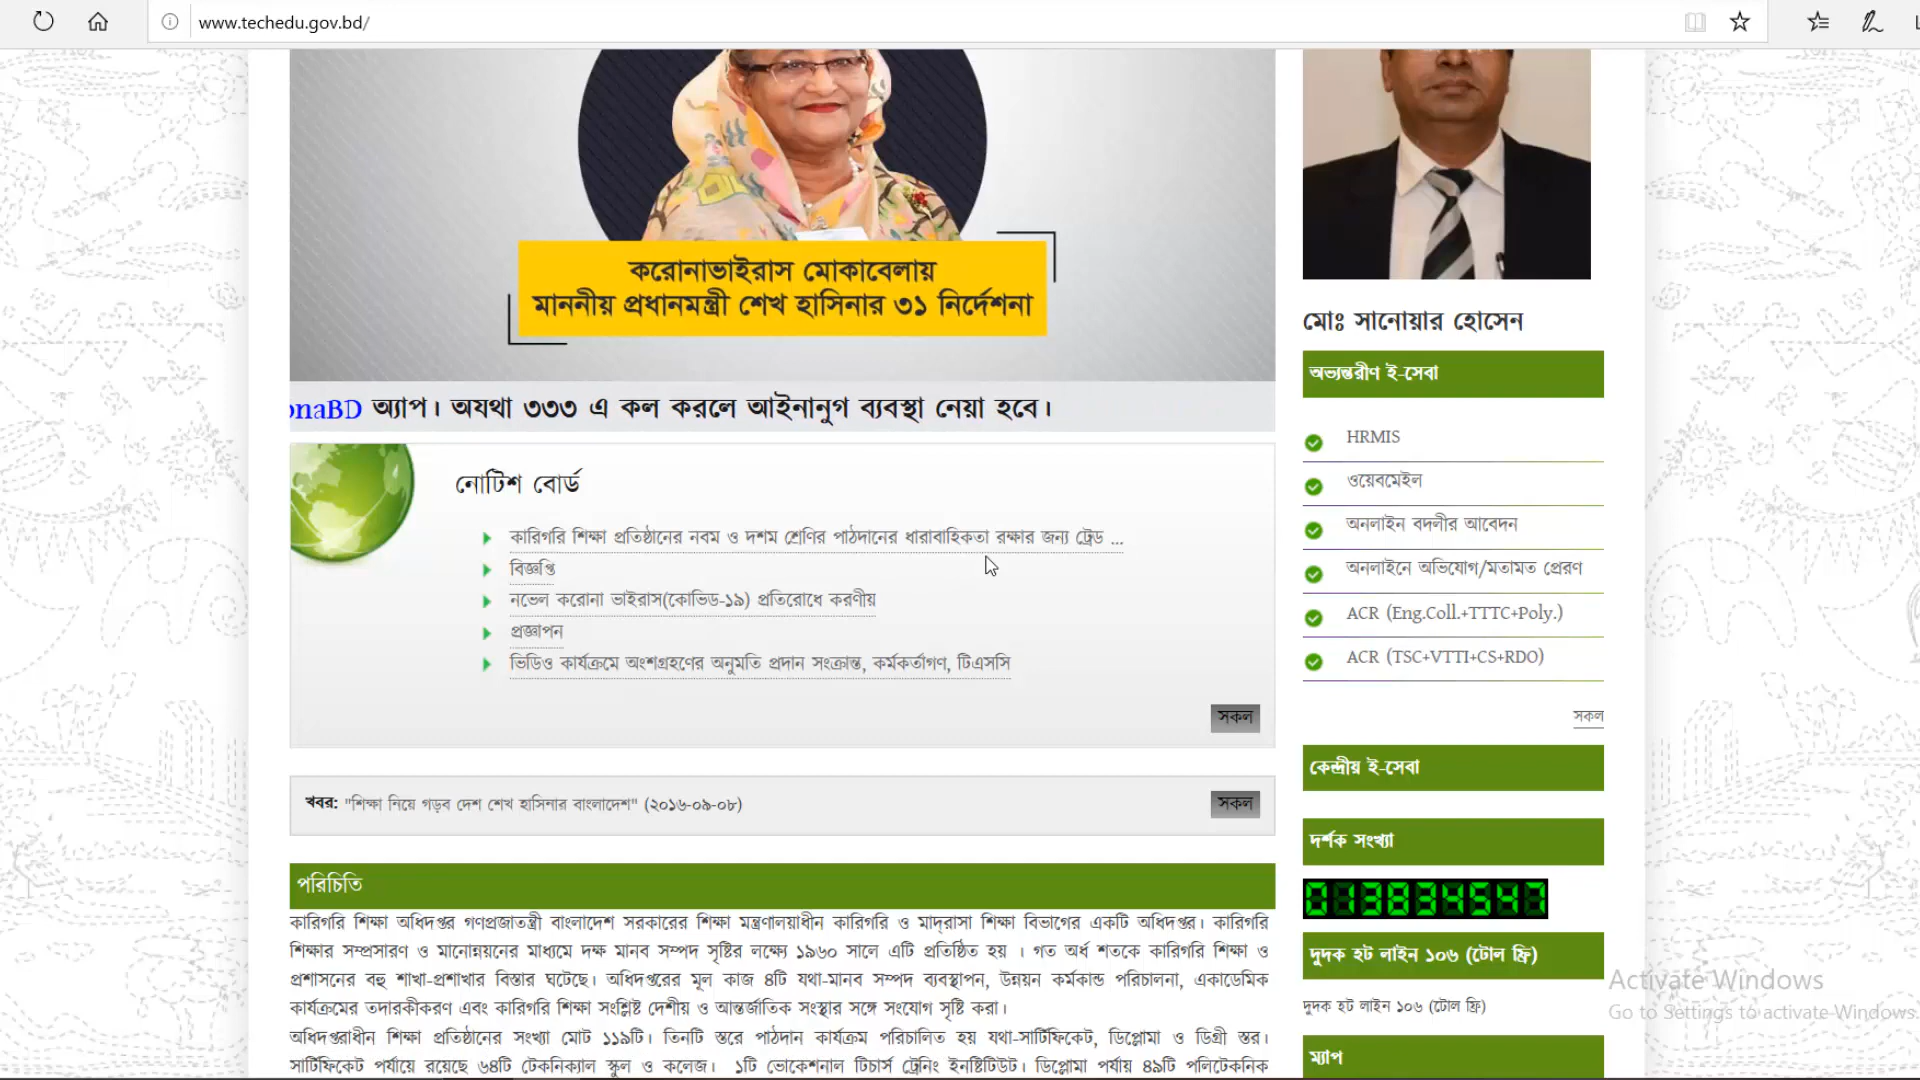 www.techedu.gov.bd/
করোনাভাইরাস মোকাবেলায়
মাননীয় প্রধানমন্ত্রী শেখ হাসিনার ৩১ নির্দেশনা
onaBD অ্যাপ। অযথা ৩৩৩ এ কল করলে আইনানুগ ব্যবস্থা নেয়া হবে।
নোটিশ বোর্ড
কারিগরি শিক্ষা প্রতিষ্ঠানের নবম ও দশম শ্রেণির পাঠদানের ধারাবাহিকতা রক্ষার জন্য ট্রেড ...
বিজ্ঞপ্তি
নভেল করোনা ভাইরাস(কোভিড-১৯) প্রতিরোধে করণীয়
প্রজ্ঞাপন
ভিডিও কার্যক্রমে অংশগ্রহণের অনুমতি প্রদান সংক্রান্ত, কর্মকর্তাগণ, টিএসসি
সকল
খবর: "শিক্ষা নিয়ে গড়ব দেশ শেখ হাসিনার বাংলাদেশ" (২০১৬-০৯-০৮)
সকল
পরিচিতি
কারিগরি শিক্ষা অধিদপ্তর গণপ্রজাতন্ত্রী বাংলাদেশ সরকারের শিক্ষা মন্ত্রণালয়াধীন কারিগরি ও মাদ্রাসা শিক্ষা বিভাগের একটি অধিদপ্তর। কারিগরি
শিক্ষার সম্প্রসারণ ও মানোন্নয়নের মাধ্যমে দক্ষ মানব সম্পদ সৃষ্টির লক্ষ্যে ১৯৬০ সালে এটি প্রতিষ্ঠিত হয় । গত অর্ধ শতকে কারিগরি শিক্ষা ও
প্রশাসনের বহু শাখা-প্রশাখার বিস্তার ঘটেছে। অধিদপ্তরের মূল কাজ ৪টি যথা-মানব সম্পদ ব্যবস্থাপন, উন্নয়ন কর্মকান্ড পরিচালনা, একাডেমিক
কার্যক্রমের তদারকীকরণ এবং কারিগরি শিক্ষা সংশ্লিষ্ট দেশীয় ও আন্তর্জাতিক সংস্থার সঙ্গে সংযোগ সৃষ্টি করা।
অধিদপ্তরাধীন শিক্ষা প্রতিষ্ঠানের সংখ্যা মোট ১১৯টি। তিনটি স্তরে পাঠদান কার্যক্রম পরিচালিত হয় যথা-সার্টিফিকেট, ডিপ্লোমা ও ডিগ্রী স্তর।
সার্টিফিকেট পর্যায়ে রয়েছে ৬৪টি টেকনিক্যাল স্কুল ও কলেজ। ১টি ভোকেশনাল টিচার্স ট্রেনিং ইনষ্টিটিউট। ডিপ্লোমা পর্যায় ৪৯টি পলিটেকনিক
মোঃ সানোয়ার হোসেন
অভ্যন্তরীণ ই-সেবা
HRMIS
ওয়েবমেইল
অনলাইন বদলীর আবেদন
অনলাইনে অভিযোগ/মতামত প্রেরণ
ACR (Eng.Coll.+TTTC+Poly.)
ACR (TSC+VTTI+CS+RDO)
সকল
কেন্দ্রীয় ই-সেবা
দর্শক সংখ্যা
013834547
দুদক হট লাইন ১০৬ (টোল ফ্রি)
দুদক হট লাইন ১০৬ (টোল ফ্রি)
ম্যাপ
Activate Windows
Go to Settings to activate Windows.